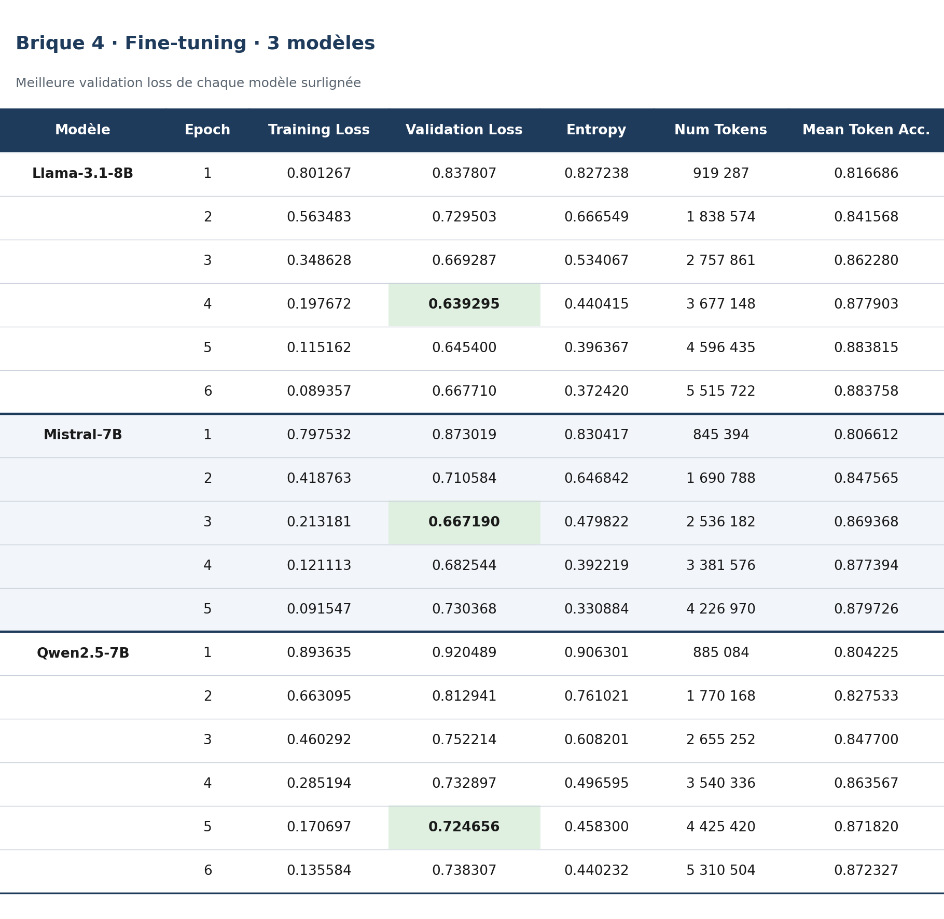 Brique 4 · Fine-tuning · 3 modèles
Meilleure validation loss de chaque modèle surlignée
Modèle Epoch Training Loss Validation Loss Entropy Num Tokens Mean Token Acc.
Llama-3.1-8B 1 0.801267 0.837807 0.827238 919 287 0.816686
2 0.563483 0.729503 0.666549 1 838 574 0.841568
3 0.348628 0.669287 0.534067 2 757 861 0.862280
4 0.197672 0.639295 0.440415 3 677 148 0.877903
5 0.115162 0.645400 0.396367 4 596 435 0.883815
6 0.089357 0.667710 0.372420 5 515 722 0.883758
Mistral-7B 1 0.797532 0.873019 0.830417 845 394 0.806612
2 0.418763 0.710584 0.646842 1 690 788 0.847565
3 0.213181 0.667190 0.479822 2 536 182 0.869368
4 0.121113 0.682544 0.392219 3 381 576 0.877394
5 0.091547 0.730368 0.330884 4 226 970 0.879726
Qwen2.5-7B 1 0.893635 0.920489 0.906301 885 084 0.804225
2 0.663095 0.812941 0.761021 1 770 168 0.827533
3 0.460292 0.752214 0.608201 2 655 252 0.847700
4 0.285194 0.732897 0.496595 3 540 336 0.863567
5 0.170697 0.724656 0.458300 4 425 420 0.871820
6 0.135584 0.738307 0.440232 5 310 504 0.872327